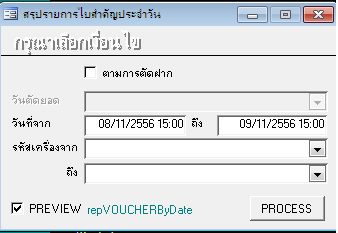 สรุปรายการใบสำคัญประจำวัน
กรุณาเลือกเงื่อนไข
ตามการตัดฝาก
วันตัดยอด
วันที่จาก 08/11/2556 15:00 ถึง 09/11/2556 15:00
รหัสเครื่องจาก
ถึง
PREVIEW repVOUCHERByDate PROCESS